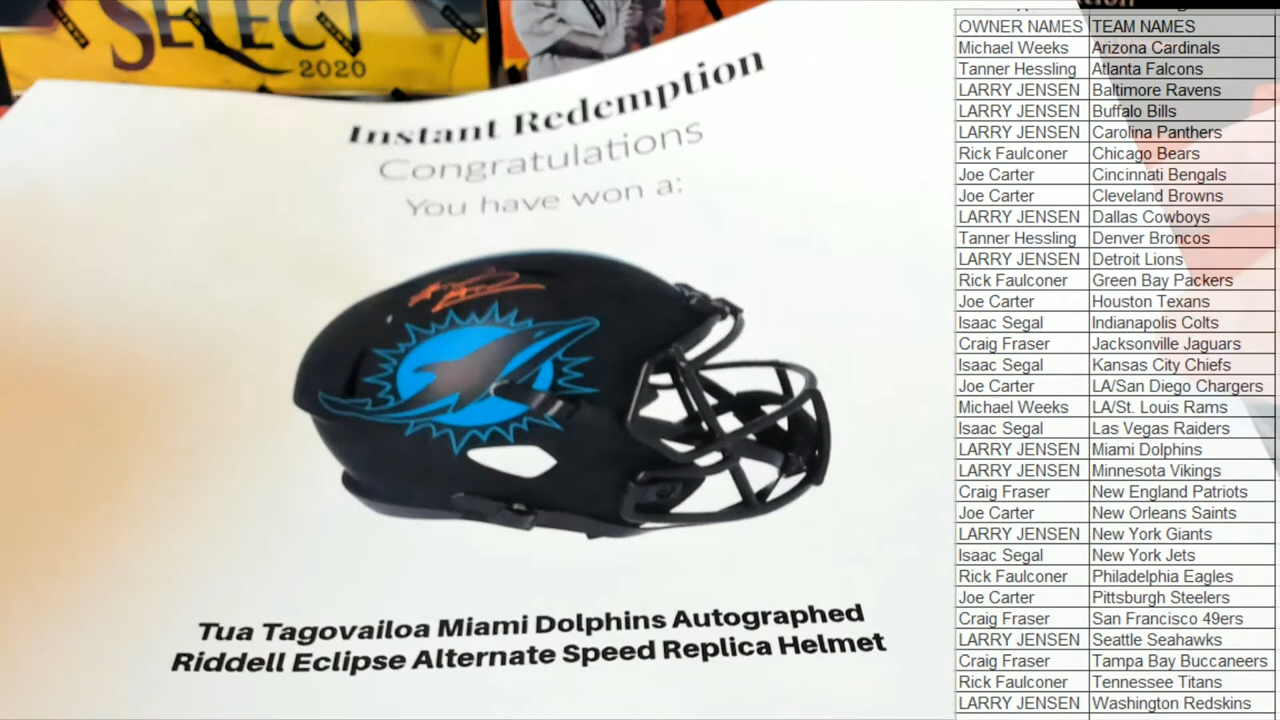 SELECT
2020
Instant Redemption
Congratulations
You have won a:
Tua Tagovailoa Miami Dolphins Autographed
Riddell Eclipse Alternate Speed Replica Helmet
OWNER NAMES TEAM NAMES
Michael Weeks Arizona Cardinals
Tanner Hessling Atlanta Falcons
LARRY JENSEN Baltimore Ravens
LARRY JENSEN Buffalo Bills
LARRY JENSEN Carolina Panthers
Rick Faulconer Chicago Bears
Joe Carter Cincinnati Bengals
Joe Carter Cleveland Browns
LARRY JENSEN Dallas Cowboys
Tanner Hessling Denver Broncos
LARRY JENSEN Detroit Lions
Rick Faulconer Green Bay Packers
Joe Carter Houston Texans
Isaac Segal Indianapolis Colts
Craig Fraser Jacksonville Jaguars
Isaac Segal Kansas City Chiefs
Joe Carter LA/San Diego Chargers
Michael Weeks LA/St. Louis Rams
Isaac Segal Las Vegas Raiders
LARRY JENSEN Miami Dolphins
LARRY JENSEN Minnesota Vikings
Craig Fraser New England Patriots
Joe Carter New Orleans Saints
LARRY JENSEN New York Giants
Isaac Segal New York Jets
Rick Faulconer Philadelphia Eagles
Joe Carter Pittsburgh Steelers
Craig Fraser San Francisco 49ers
LARRY JENSEN Seattle Seahawks
Craig Fraser Tampa Bay Buccaneers
Rick Faulconer Tennessee Titans
LARRY JENSEN Washington Redskins